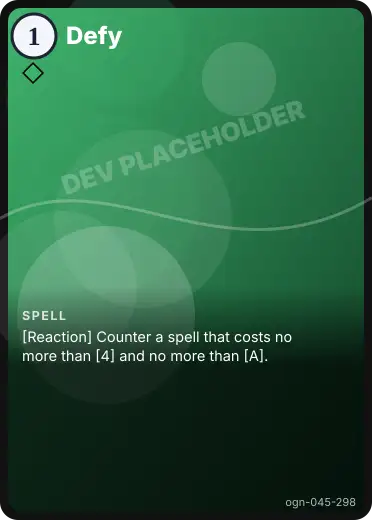 1 Defy
DEV PLACEHOLDER
SPELL
[Reaction] Counter a spell that costs no
more than [4] and no more than [A].
ogn-045-298